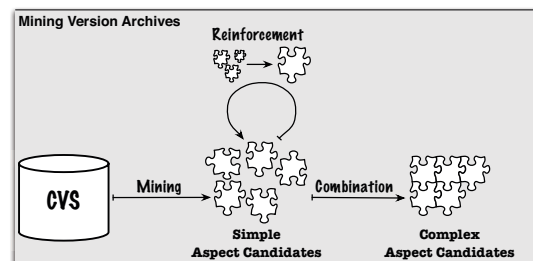 Mining Version Archives
Reinforcement
CVS
Mining
Combination
Simple
Aspect Candidates
Complex
Aspect Candidates